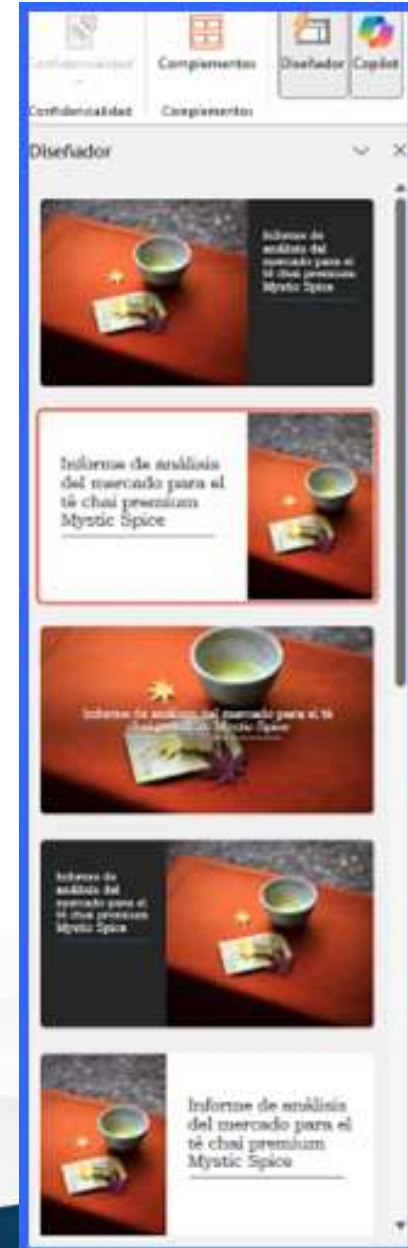 Confidencialidad
Complementos
Diseñador
Copilot
Confidencialidad
Complementos
Diseñador
Informe de
análisis del
mercado para el
té chai premium
Mystic Spice
Informe de análisis
del mercado para el
té chai premium
Mystic Spice
Informe de análisis del mercado para el té
chai premium Mystic Spice
Informe de
análisis del
mercado para el
té chai premium
Mystic Spice
Informe de análisis
del mercado para el
té chai premium
Mystic Spice